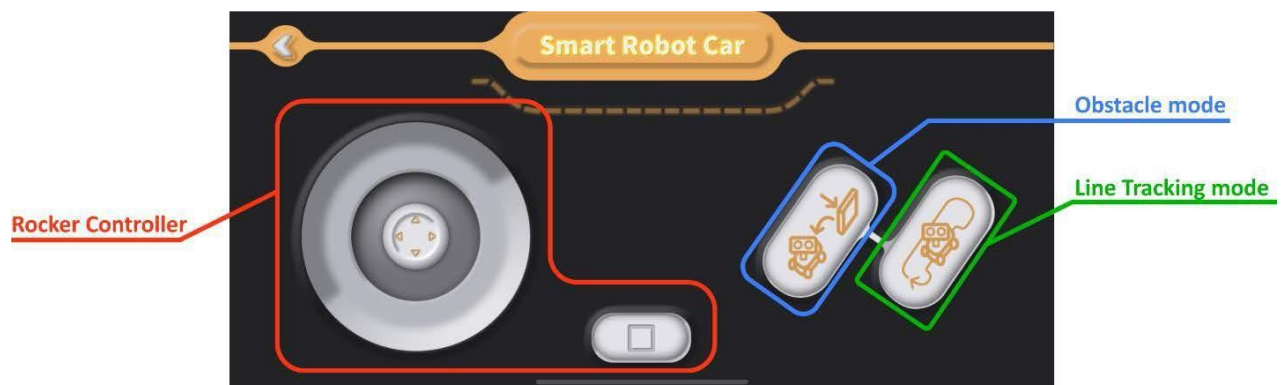 Smart Robot Car
Obstacle mode
Line Tracking mode
Rocker Controller